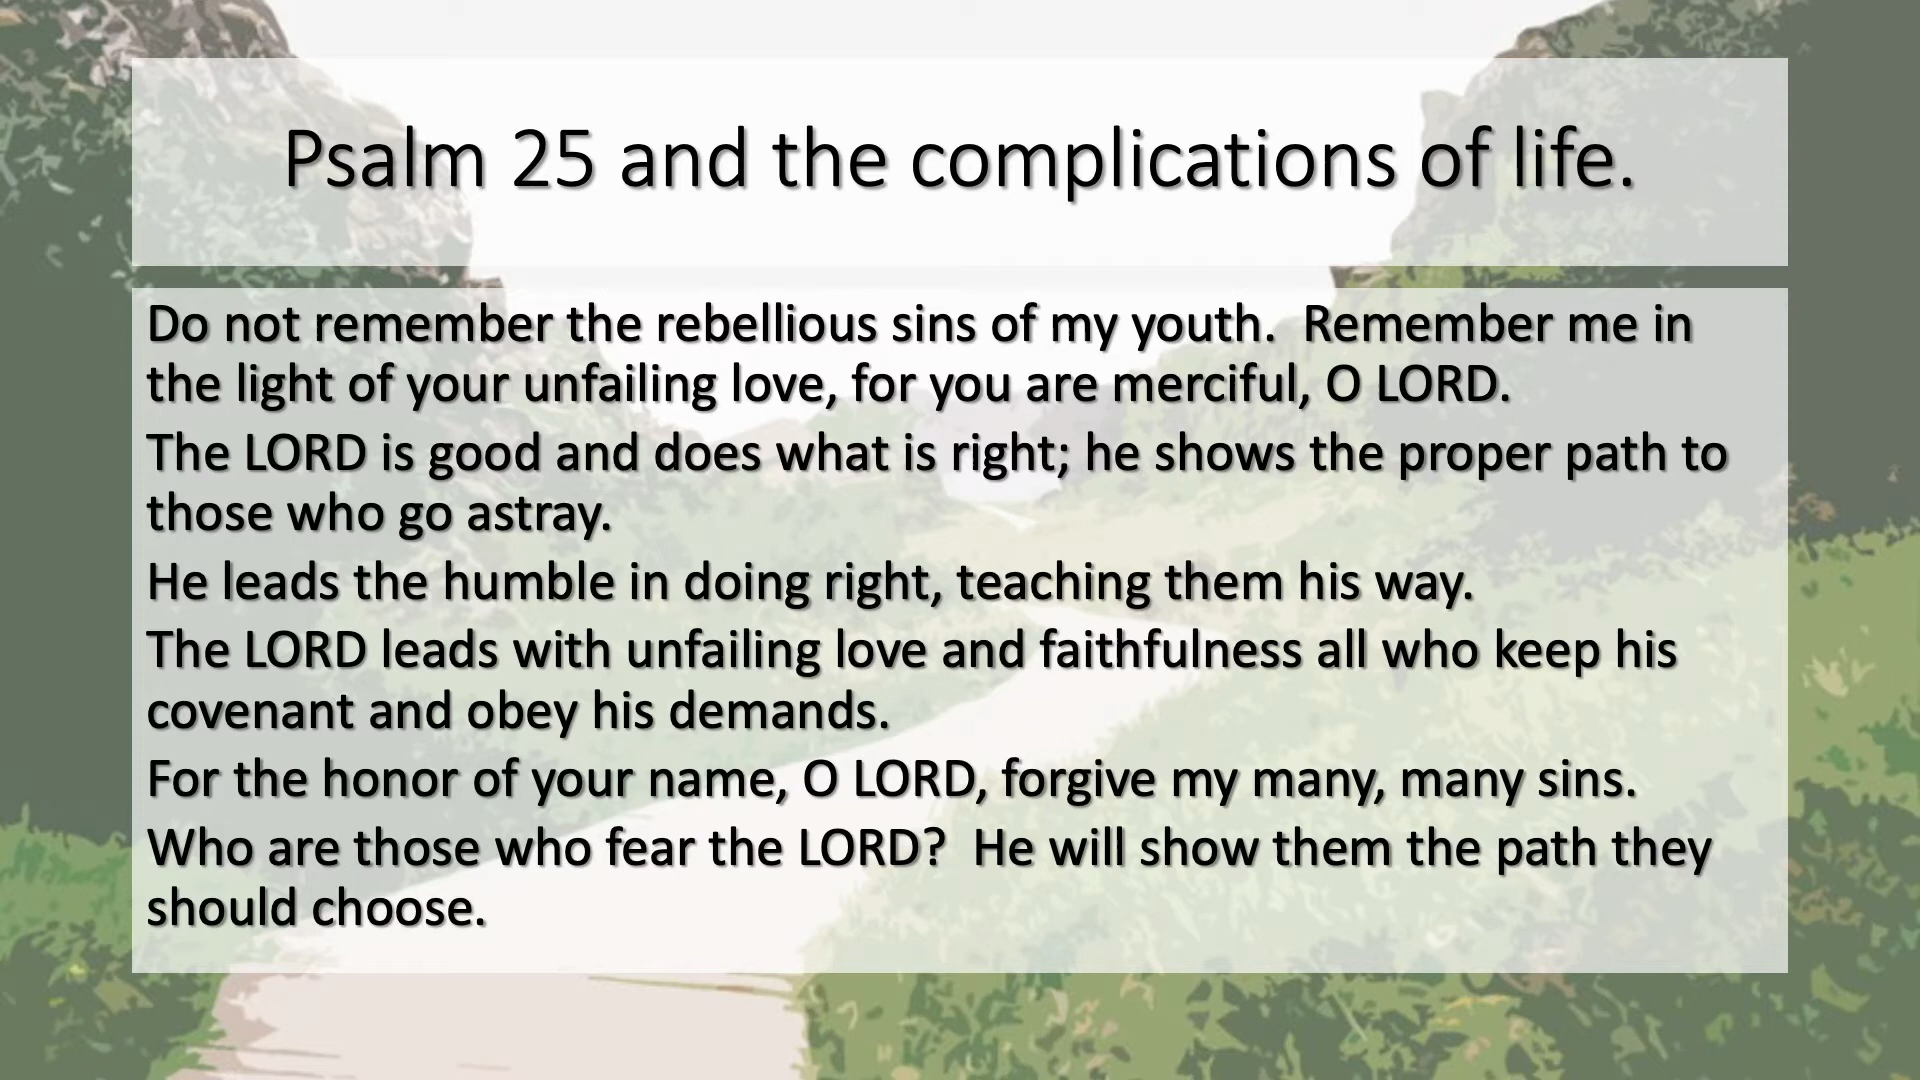 Psalm 25 and the complications of life.
Do not remember the rebellious sins of my youth.  Remember me in
the light of your unfailing love, for you are merciful, O LORD.
The LORD is good and does what is right; he shows the proper path to
those who go astray.
He leads the humble in doing right, teaching them his way.
The LORD leads with unfailing love and faithfulness all who keep his
covenant and obey his demands.
For the honor of your name, O LORD, forgive my many, many sins.
Who are those who fear the LORD?  He will show them the path they
should choose.